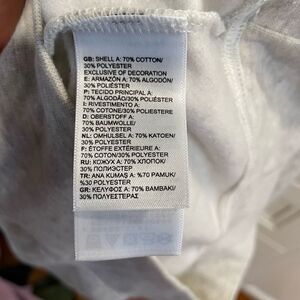 GB: SHELL A: 70% COTTON/
30% POLYESTER
EXCLUSIVE OF DECORATION
E: ARMAZÓN A: 70% ALGODÓN/
30% POLIÉSTER
P: TECIDO PRINCIPAL A:
70% ALGODÃO/30% POLIÉSTER
I: RIVESTIMENTO A:
70% COTONE/30% POLIESTERE
D: OBERSTOFF A:
70% BAUMWOLLE/
30% POLYESTER
NL: OMHULSEL A: 70% KATOEN/
30% POLYESTER
F: ÉTOFFE EXTÉRIEURE A:
70% COTON/30% POLYESTER
RU: КОЖУХ А: 70% ХЛОПОК/
30% ПОЛИЭСТЕР
TR: ANA KUMAS A: %70 PAMUK/
%30 POLYESTER
GR: ΚΕΛΥΦΟΣ Α: 70% ΒΑΜΒΑΚΙ/
30% ΠΟΛΥΕΣΤΕΡΑΣ